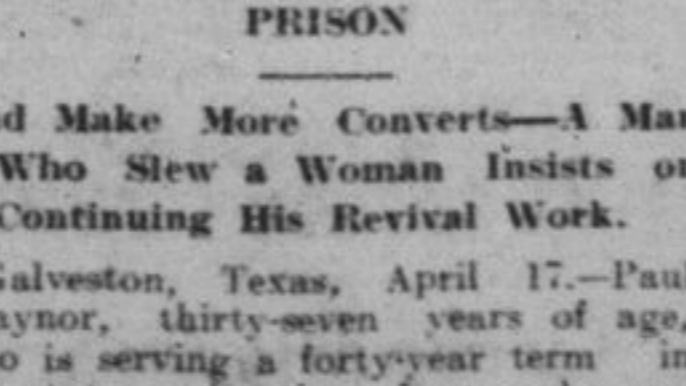 PRISON
d Make More Converts—A Man
Who Slew a Woman Insists on
Continuing His Revival Work.
Galveston, Texas, April 17.—Paul
aynor, thirty-seven years of age,
o is serving a forty-year term in